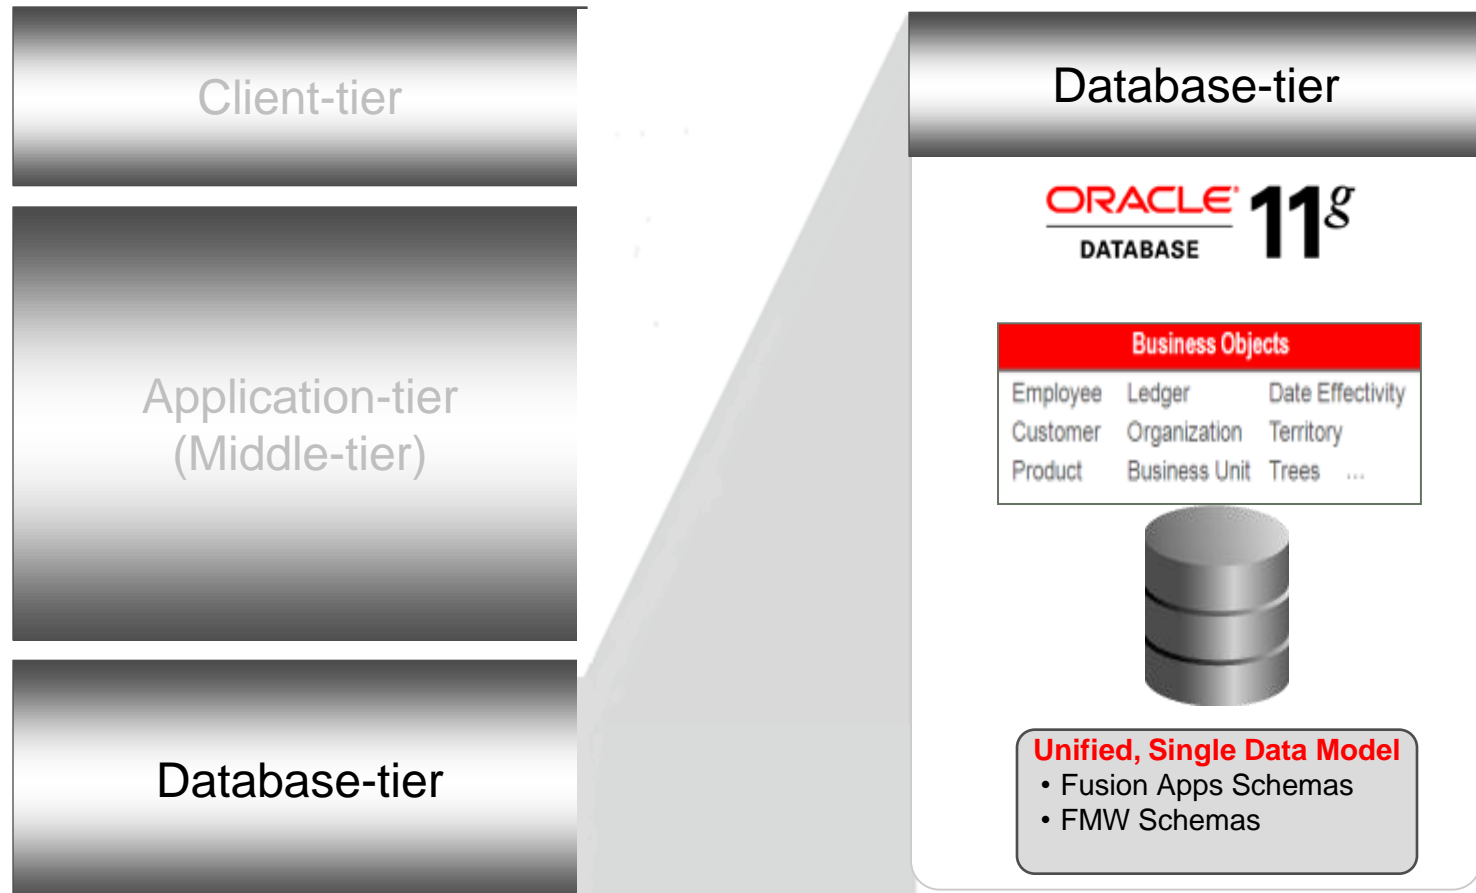 Client-tier
Application-tier
(Middle-tier)
Database-tier
Database-tier
ORACLE 11g
DATABASE
Business Objects
Employee Ledger Date Effectivity
Customer Organization Territory
Product Business Unit Trees ...
Unified, Single Data Model
• Fusion Apps Schemas
• FMW Schemas